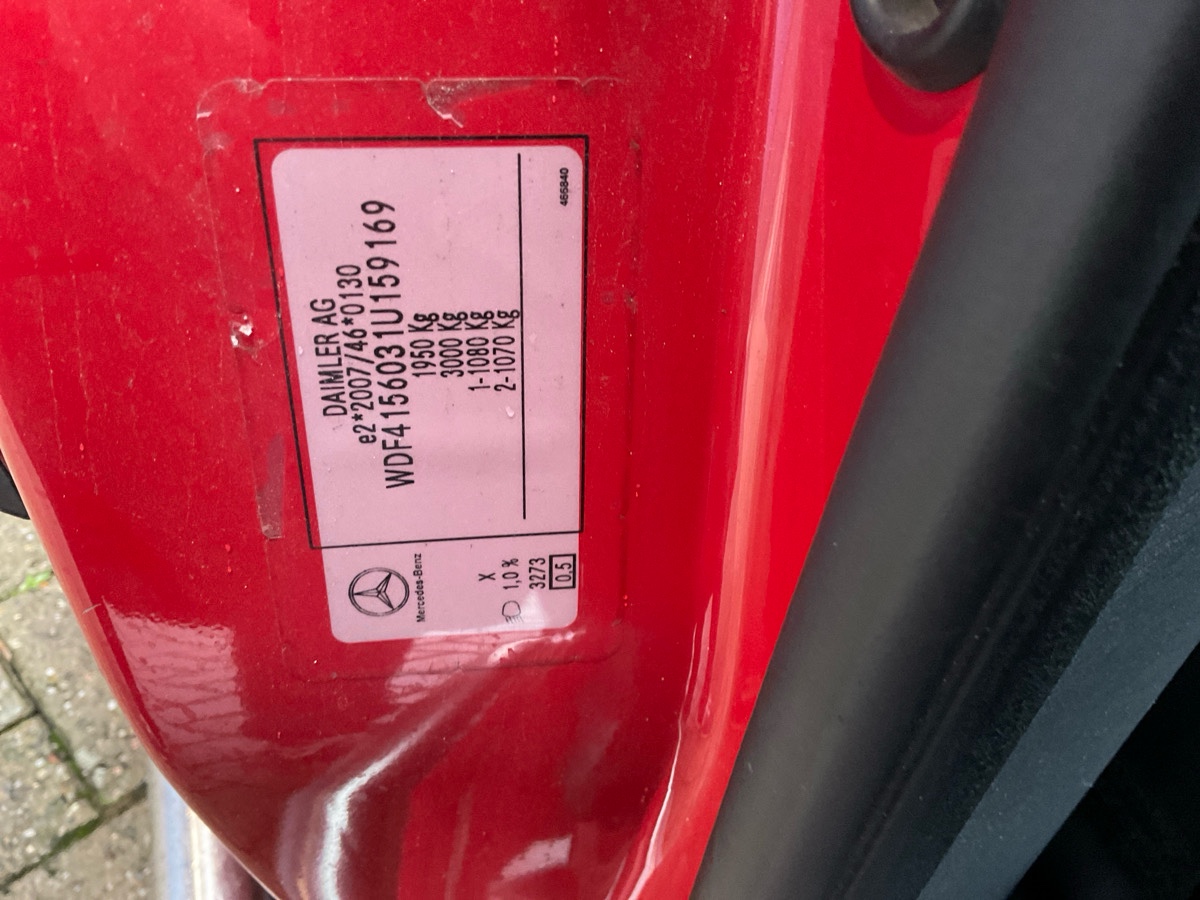 DAIMLER AG
e2*2007/46*0130
WDF4156031U159169
1950 Kg
3000 Kg
1-1080 Kg
2-1070 Kg
466840
Mercedes-Benz
X
1,0 %
3273
0,5